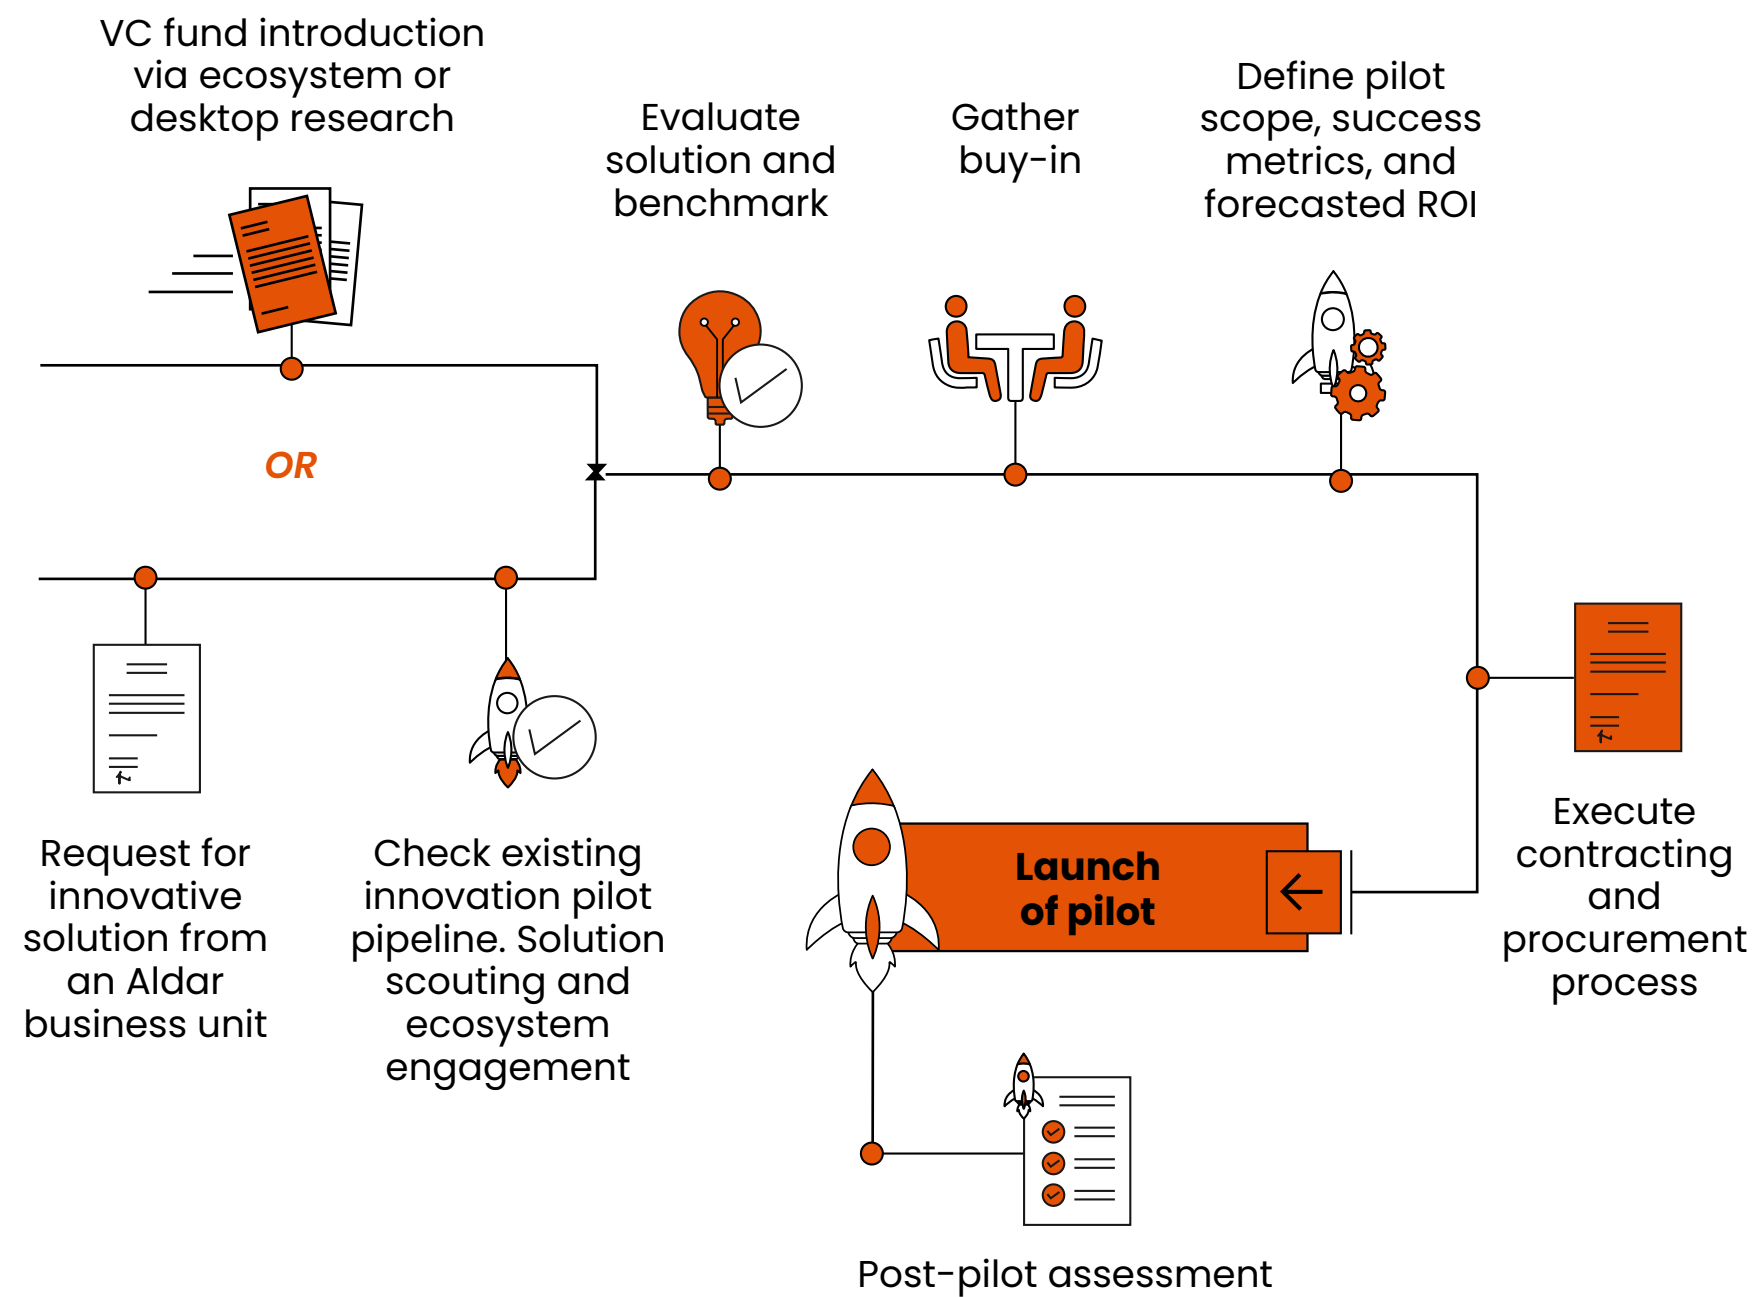 VC fund introduction
via ecosystem or
desktop research
Evaluate
solution and
benchmark
Gather
buy-in
Define pilot
scope, success
metrics, and
forecasted ROI
OR
Request for
innovative
solution from
an Aldar
business unit
Check existing
innovation pilot
pipeline. Solution
scouting and
ecosystem
engagement
Execute
contracting
and
procurement
process
Launch
of pilot
Post-pilot assessment